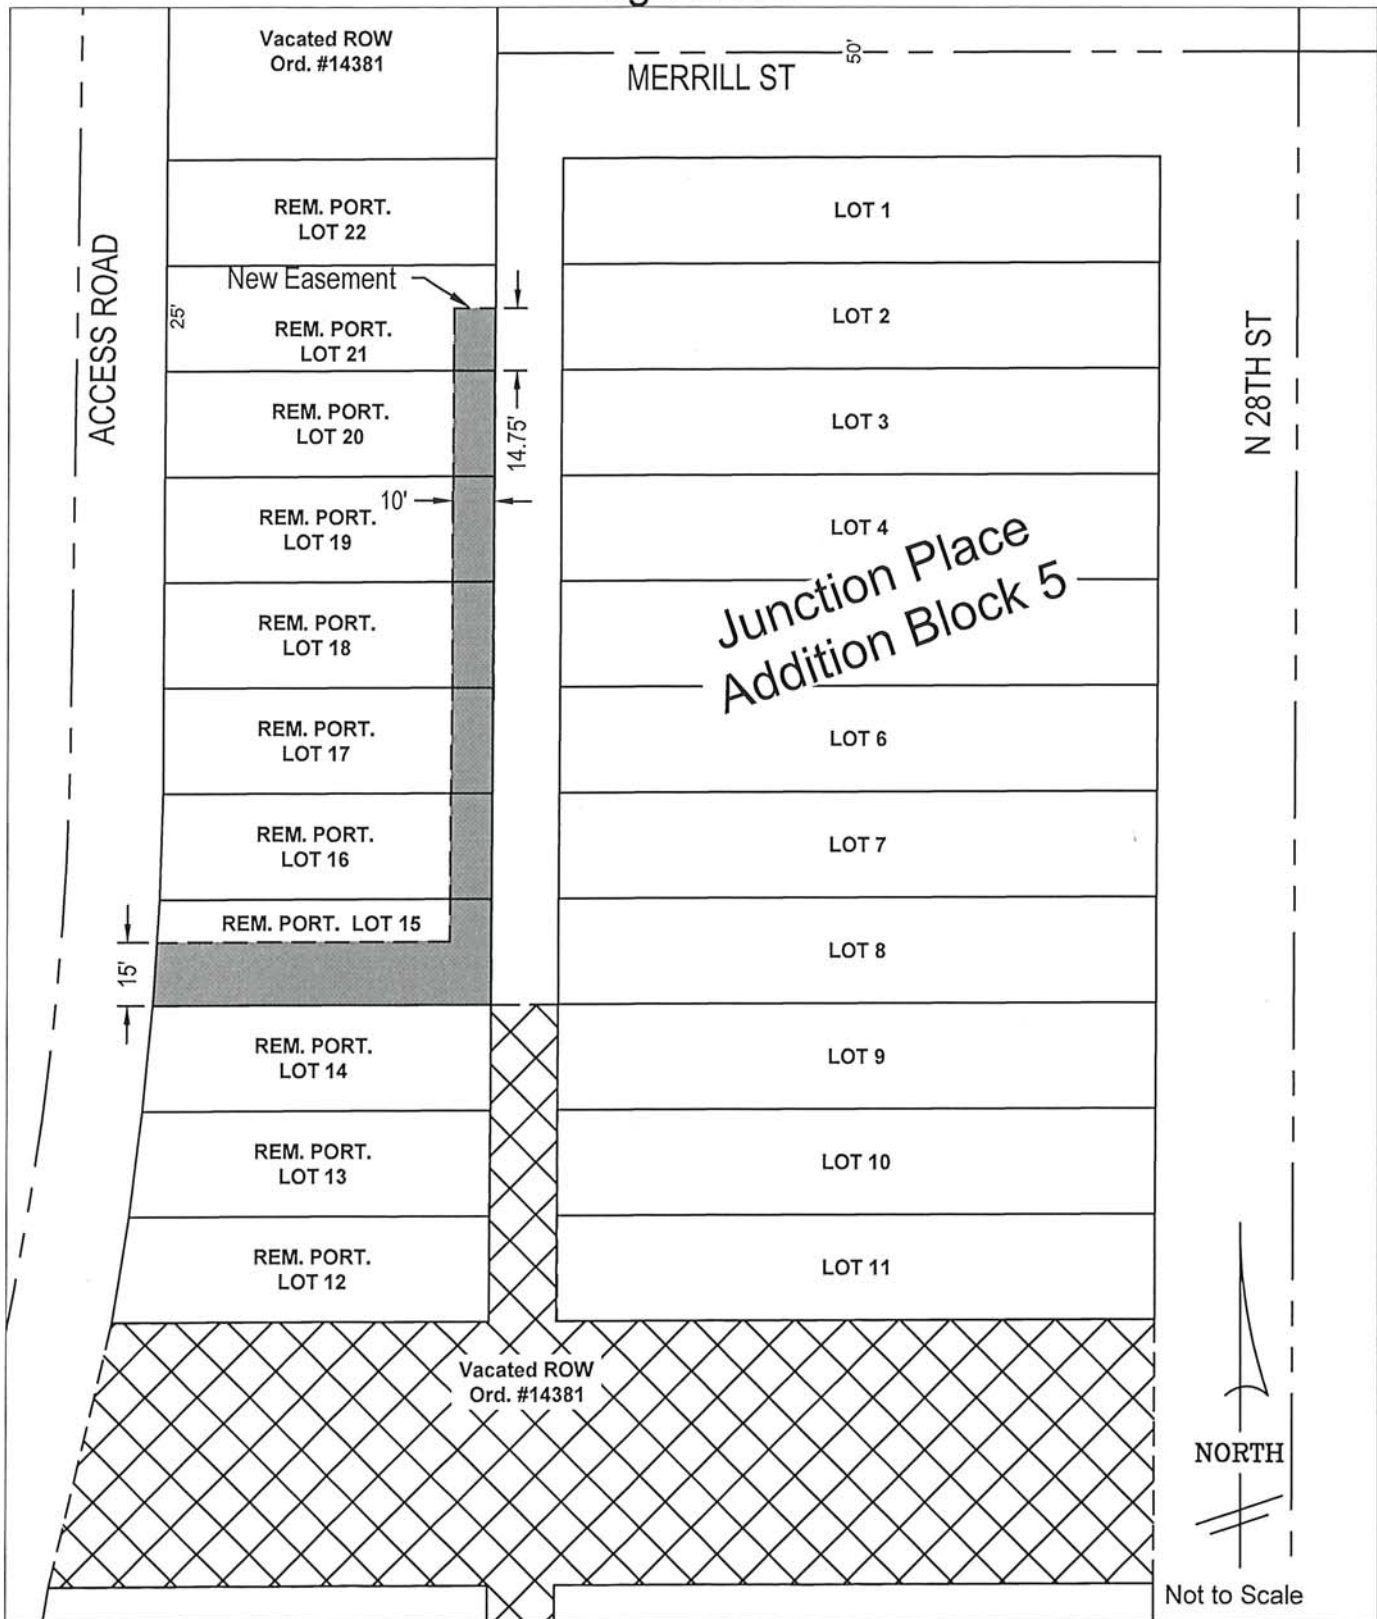 Vacated ROW
Ord. #14381
50'
MERRILL ST
REM. PORT.
LOT 22
LOT 1
ACCESS ROAD
New Easement
25'
REM. PORT.
LOT 21
LOT 2
N 28TH ST
REM. PORT.
LOT 20
14.75'
LOT 3
10'
REM. PORT.
LOT 19
LOT 4
Junction Place
Addition Block 5
REM. PORT.
LOT 18
REM. PORT.
LOT 17
LOT 6
REM. PORT.
LOT 16
LOT 7
REM. PORT. LOT 15
15'
LOT 8
REM. PORT.
LOT 14
LOT 9
REM. PORT.
LOT 13
LOT 10
REM. PORT.
LOT 12
LOT 11
Vacated ROW
Ord. #14381
NORTH
Not to Scale